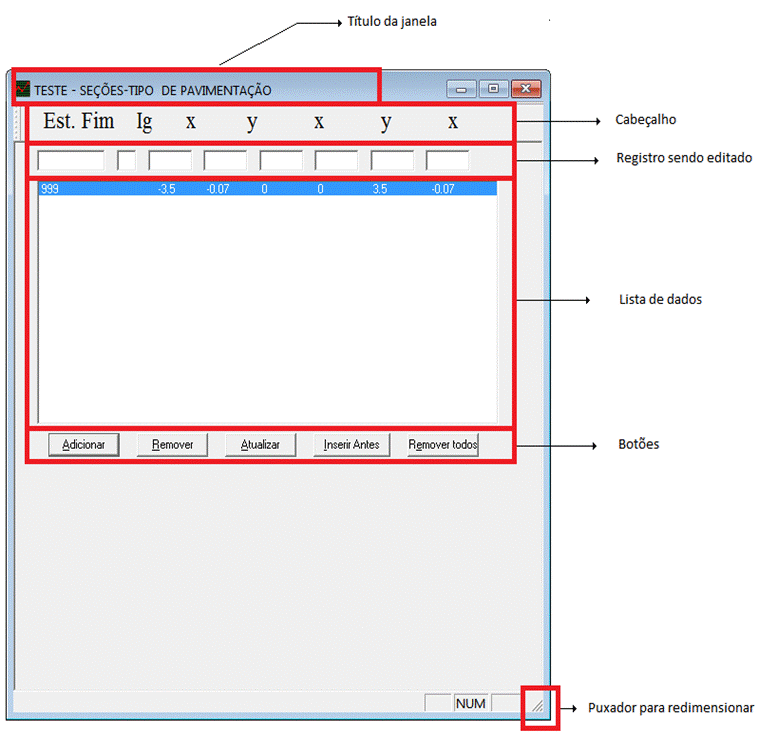 Título da janela
TESTE - SEÇÕES-TIPO DE PAVIMENTAÇÃO
Est. Fim Ig x y x y x
Cabeçalho
Registro sendo editado
999 -3.5 -0.07 0 0 3.5 -0.07
Lista de dados
Adicionar Remover Atualizar Inserir Antes Remover todos
Botões
NUM
Puxador para redimensionar